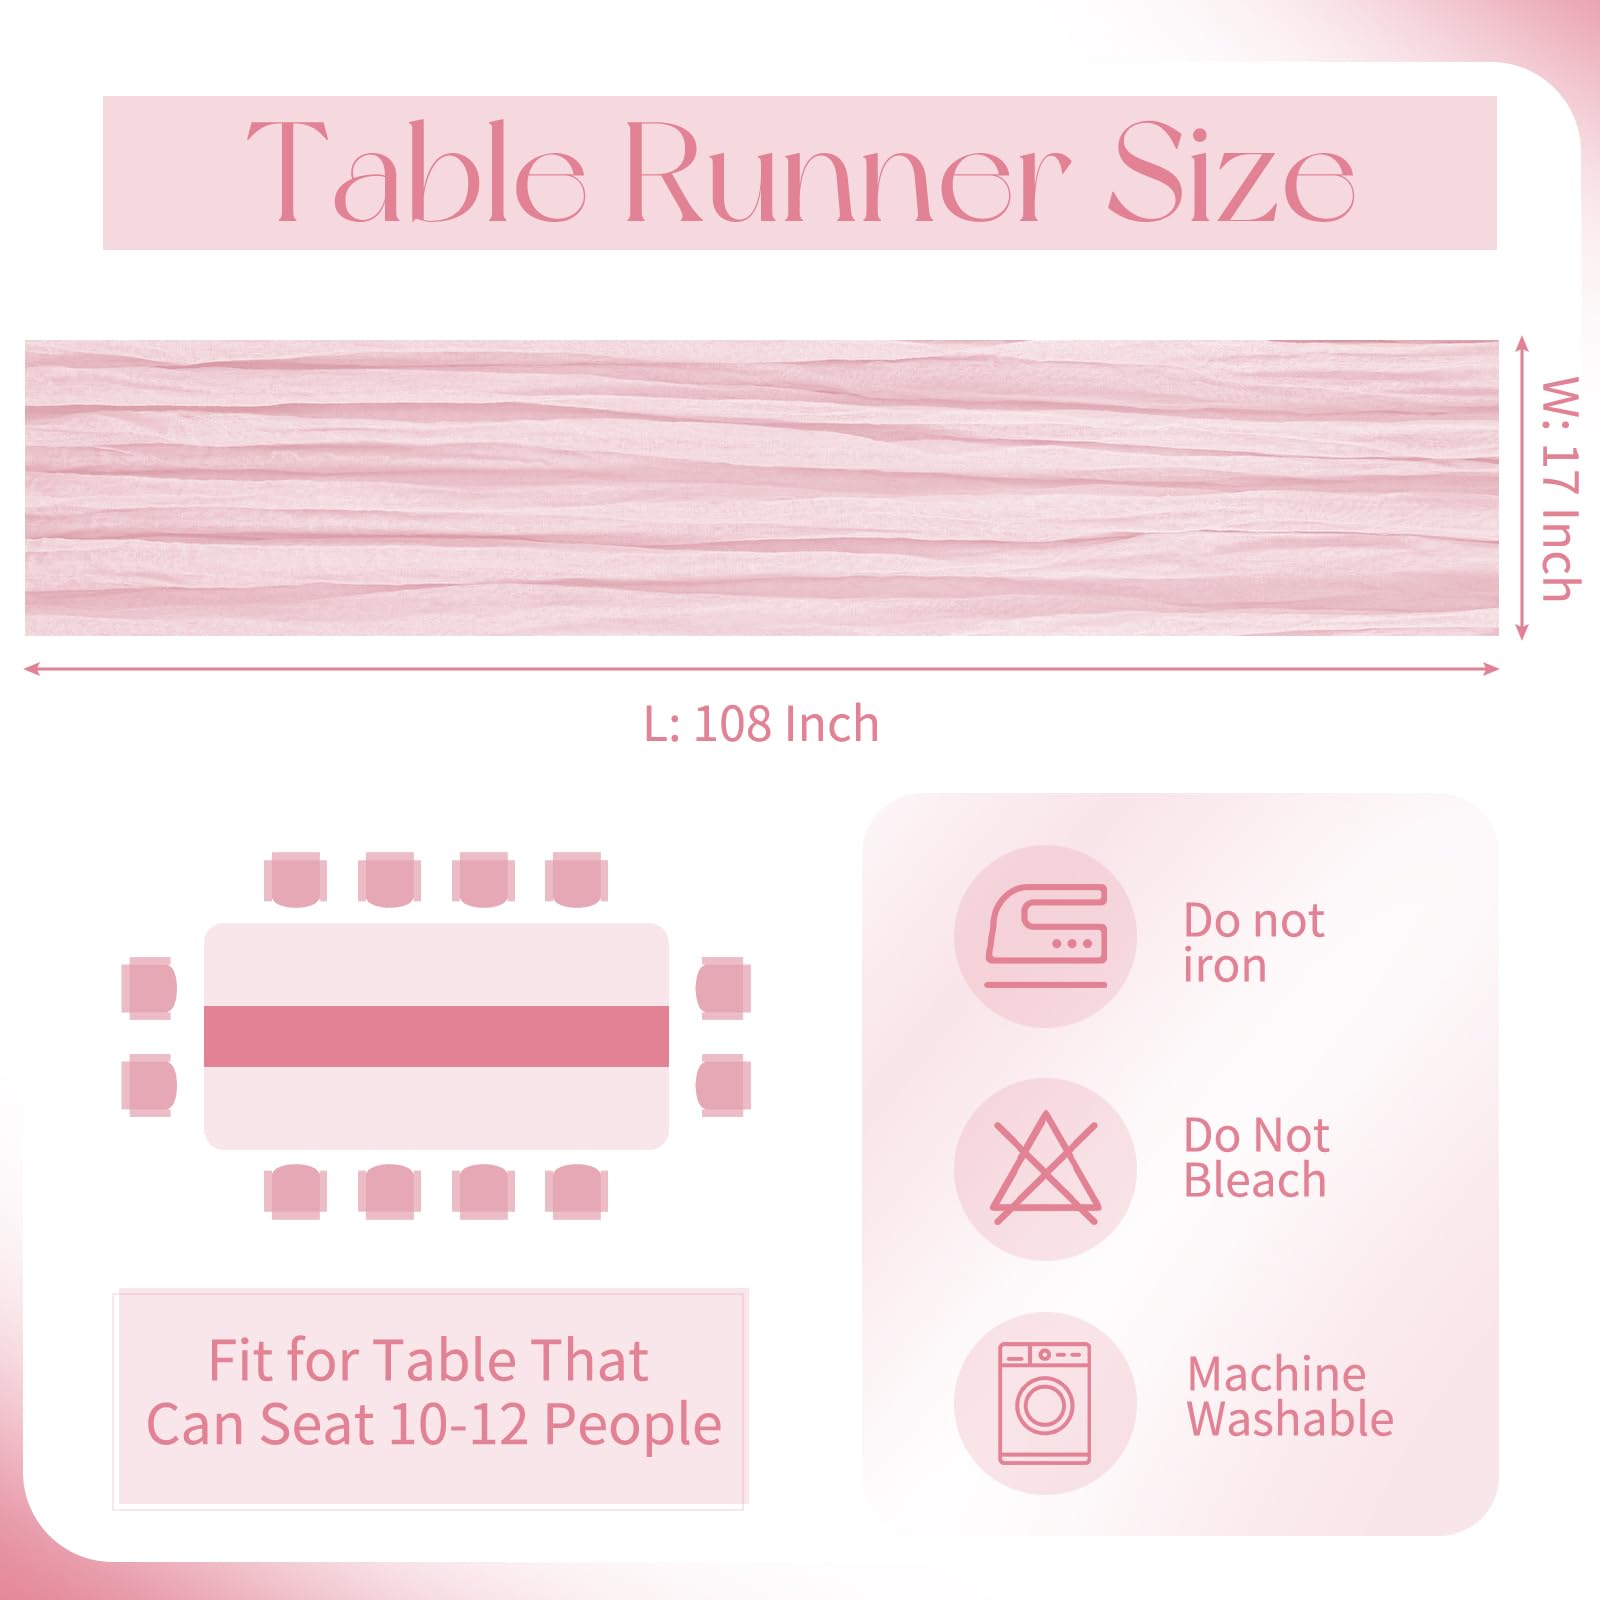 Table Runner Size
W: 17 Inch
L: 108 Inch
Do not
iron
Do Not
Bleach
Machine
Washable
Fit for Table That
Can Seat 10-12 People